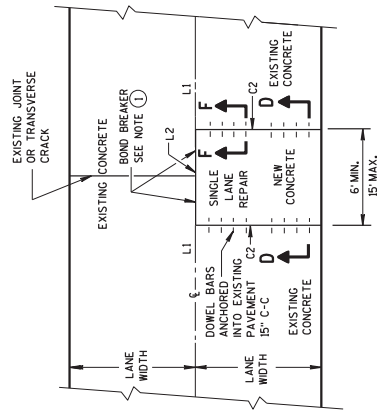 EXISTING JOINT
OR TRANSVERSE
CRACK
EXISTING CONCRETE
BOND BREAKER
SEE NOTE 1
LANE
WIDTH
L1
L2
L1
℄
F
F
SINGLE
LANE
REPAIR
DOWEL BARS
ANCHORED
INTO EXISTING
PAVEMENT
15" C-C
C2
C2
D
D
NEW
CONCRETE
EXISTING
CONCRETE
EXISTING
CONCRETE
LANE
WIDTH
6' MIN.
15' MAX.